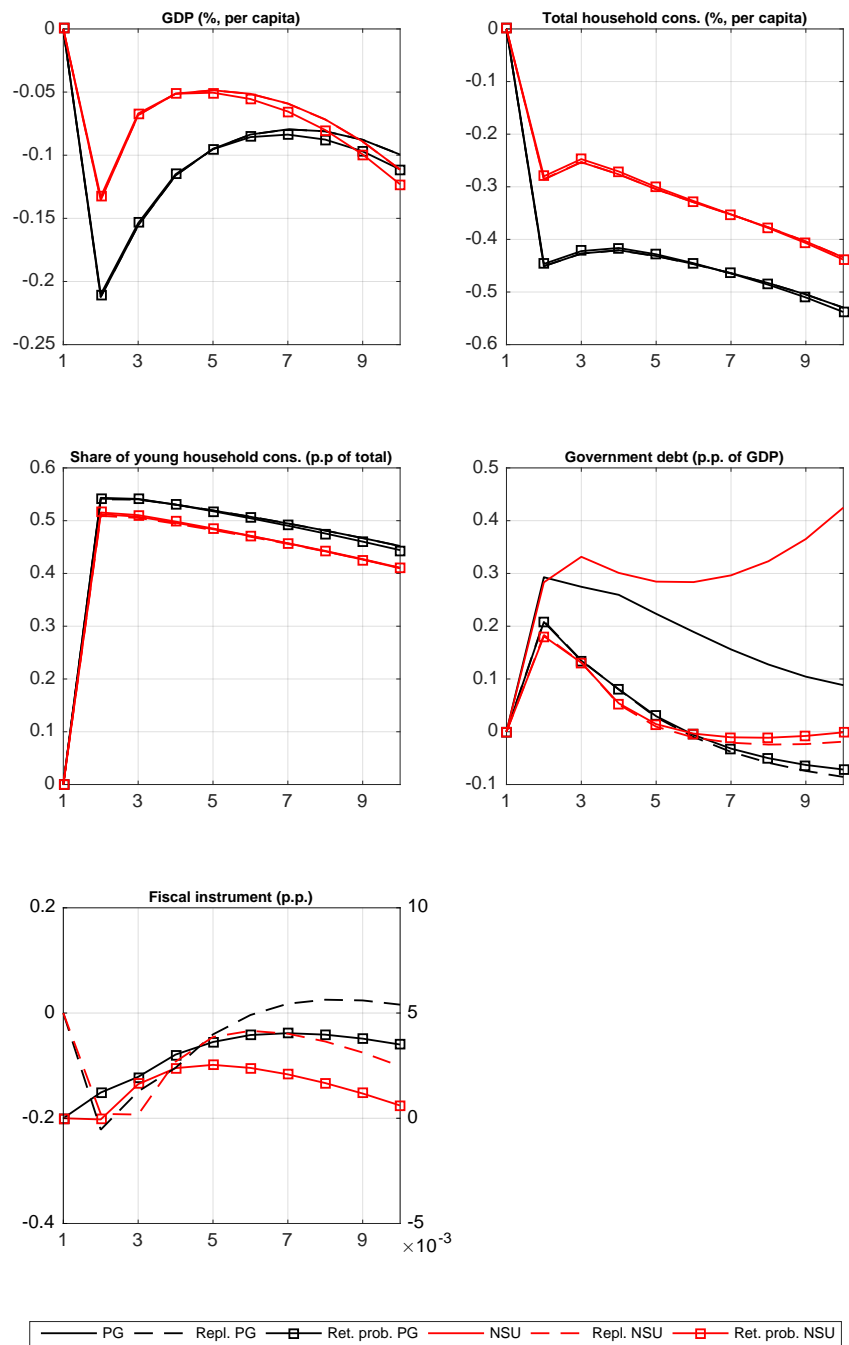 GDP (%, per capita)
0
-0.05
-0.1
-0.15
-0.2
-0.25
1 3 5 7 9
Total household cons. (%, per capita)
0
-0.1
-0.2
-0.3
-0.4
-0.5
-0.6
1 3 5 7 9
Share of young household cons. (p.p of total)
0.6
0.5
0.4
0.3
0.2
0.1
0
1 3 5 7 9
Government debt (p.p. of GDP)
0.5
0.4
0.3
0.2
0.1
0
-0.1
1 3 5 7 9
Fiscal instrument (p.p.)
0.2 10
0 5
-0.2 0
-0.4 -5
1 3 5 7 9 ×10⁻³
PG Repl. PG Ret. prob. PG NSU Repl. NSU Ret. prob. NSU